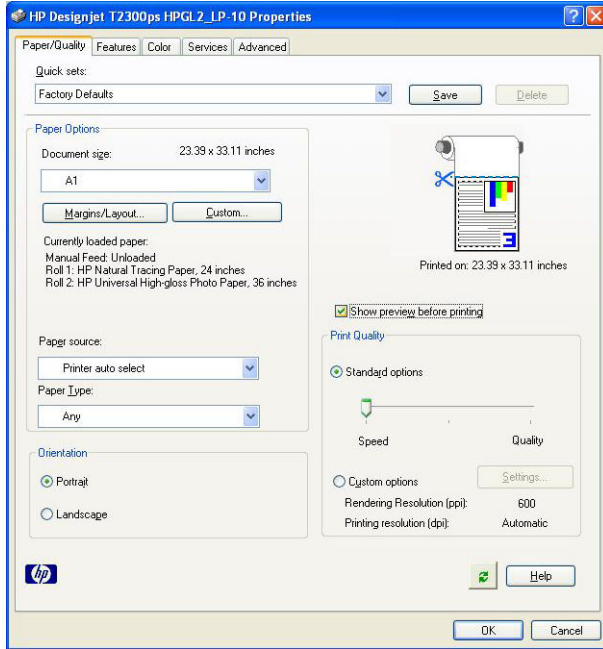 HP Designjet T2300ps HPGL2_LP-10 Properties
Paper/Quality Features Color Services Advanced
Quick sets:
Factory Defaults
Save
Delete
Paper Options
Document size: 23.39 x 33.11 inches
A1
Margins/Layout...
Custom...
Currently loaded paper:
Manual Feed: Unloaded
Roll 1: HP Natural Tracing Paper, 24 inches
Roll 2: HP Universal High-gloss Photo Paper, 36 inches
Paper source:
Printer auto select
Paper Type:
Any
Orientation
Portrait
Landscape
3
Printed on: 23.39 x 33.11 inches
Show preview before printing
Print Quality
Standard options
Speed Quality
Custom options
Settings...
Rendering Resolution (ppi): 600
Printing resolution (dpi): Automatic
hp
Help
OK
Cancel